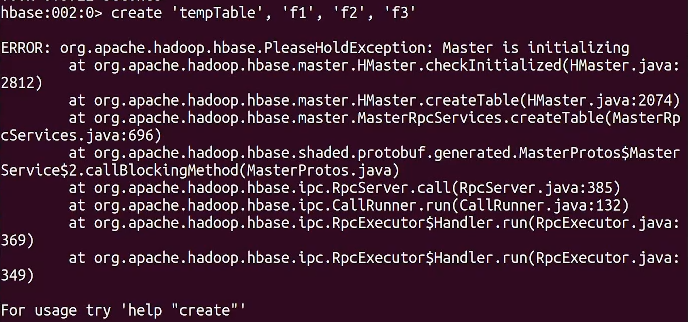 hbase:002:0> create 'tempTable', 'f1', 'f2', 'f3'
ERROR: org.apache.hadoop.hbase.PleaseHoldException: Master is initializing
at org.apache.hadoop.hbase.master.HMaster.checkInitialized(HMaster.java:
2812)
at org.apache.hadoop.hbase.master.HMaster.createTable(HMaster.java:2074)
at org.apache.hadoop.hbase.master.MasterRpcServices.createTable(MasterRp
cServices.java:696)
at org.apache.hadoop.hbase.shaded.protobuf.generated.MasterProtos$Master
Service$2.callBlockingMethod(MasterProtos.java)
at org.apache.hadoop.hbase.ipc.RpcServer.call(RpcServer.java:385)
at org.apache.hadoop.hbase.ipc.CallRunner.run(CallRunner.java:132)
at org.apache.hadoop.hbase.ipc.RpcExecutor$Handler.run(RpcExecutor.java:
369)
at org.apache.hadoop.hbase.ipc.RpcExecutor$Handler.run(RpcExecutor.java:
349)
For usage try 'help "create"'